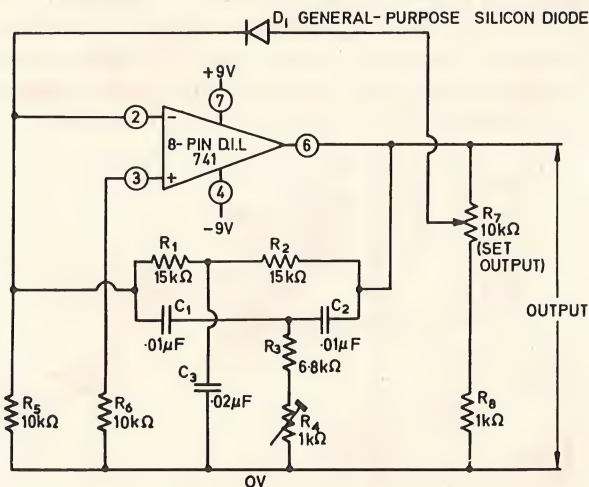 D1 GENERAL-PURPOSE SILICON DIODE
+9V
7
2
-
8-PIN D.I.L
741
6
3
+
4
-9V
R1
15kΩ
R2
15kΩ
R7
10kΩ
(SET
OUTPUT)
OUTPUT
C1
.01µF
C2
.01µF
R3
6.8kΩ
C3
.02µF
R4
1kΩ
R5
10kΩ
R6
10kΩ
R8
1kΩ
0V